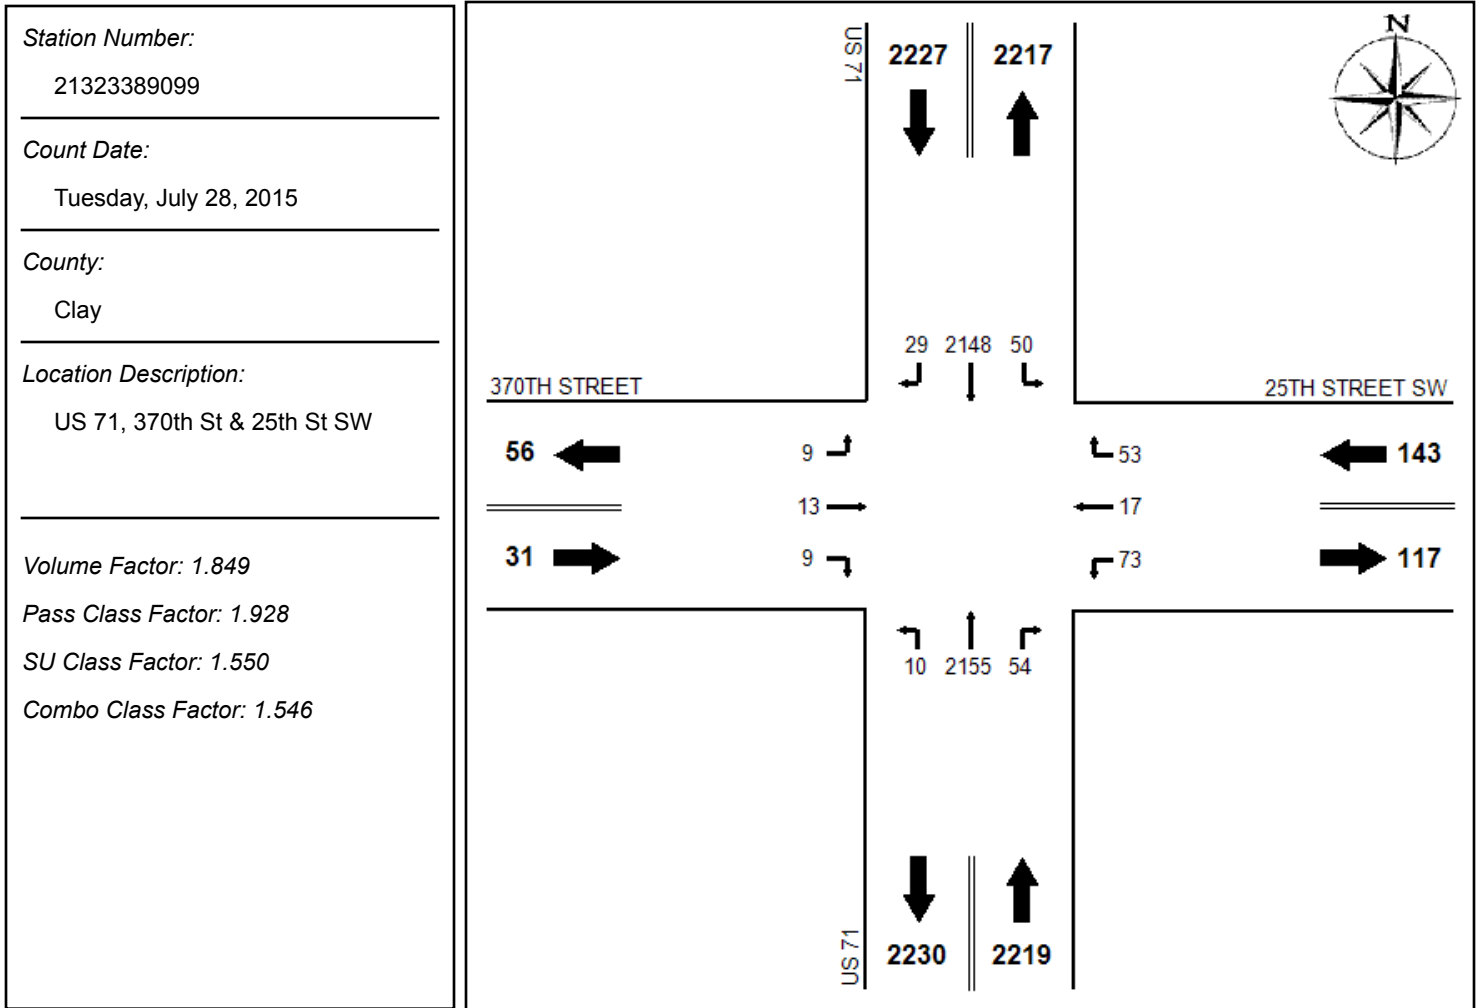 Station Number:
21323389099
Count Date:
Tuesday, July 28, 2015
County:
Clay
Location Description:
US 71, 370th St & 25th St SW
Volume Factor: 1.849
Pass Class Factor: 1.928
SU Class Factor: 1.550
Combo Class Factor: 1.546
N
US 71
2227 2217
29 2148 50
370TH STREET
25TH STREET SW
56 9 53 143
13 17
31 9 73 117
10 2155 54
US 71
2230 2219